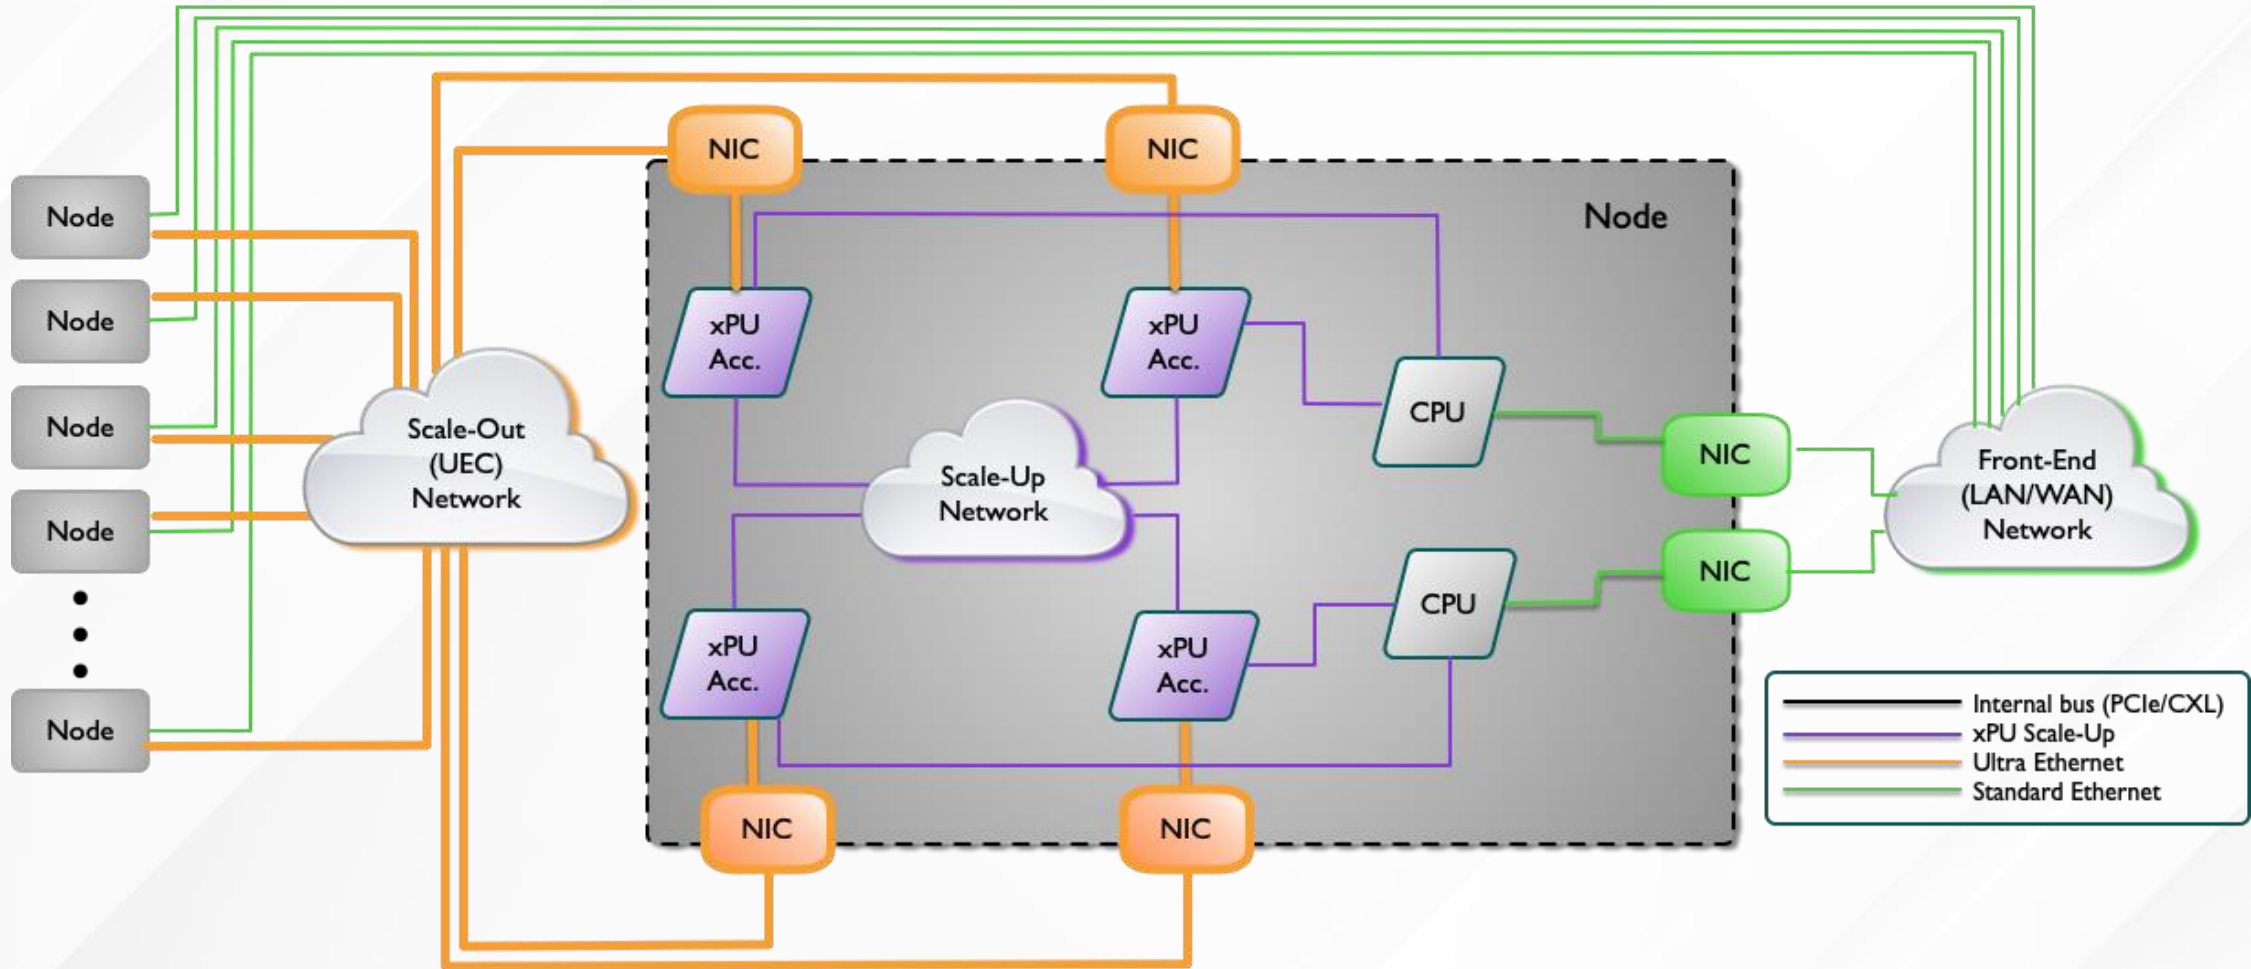 NIC
NIC
Node
Node
Node
Node
Node
Node
xPU
Acc.
xPU
Acc.
CPU
Scale-Out
(UEC)
Network
Scale-Up
Network
NIC
Front-End
(LAN/WAN)
Network
NIC
CPU
xPU
Acc.
xPU
Acc.
NIC
NIC
Internal bus (PCIe/CXL)
xPU Scale-Up
Ultra Ethernet
Standard Ethernet